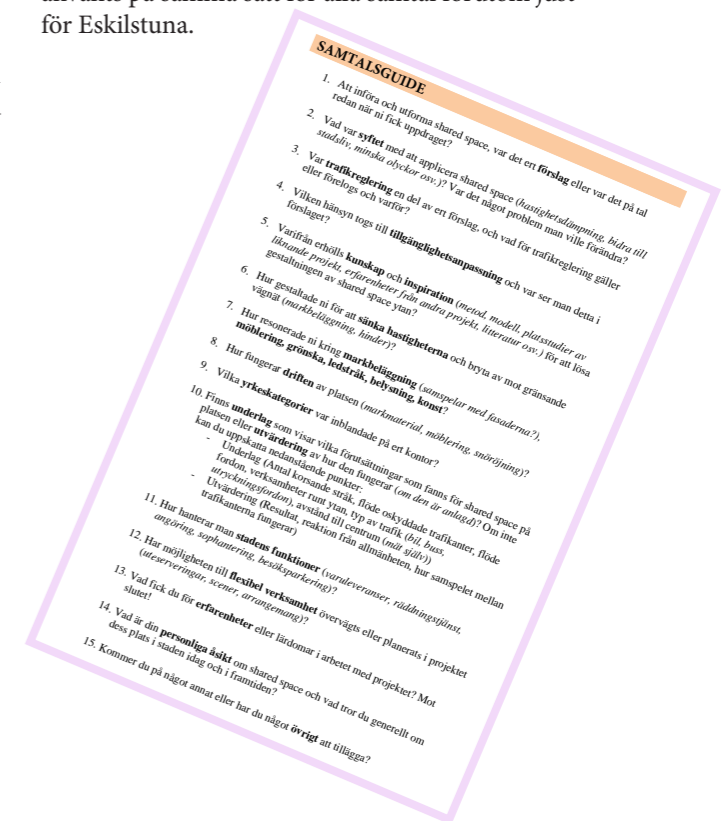 för Eskilstuna.
SAMTALSGUIDE
1. Att införa och utforma shared space, var det ert förslag eller var det på tal
redan när ni fick uppdraget?
2. Vad var syftet med att applicera shared space (hastighetsdämpning, bidra till
stadsliv, minska olyckor osv.)? Var det något problem man ville förändra?
3. Var trafikreglering en del av ert förslag, och vad för trafikreglering gäller
eller förelogs och varför?
4. Vilken hänsyn togs till tillgänglighetsanpassning och var ser man detta i
förslaget?
5. Varifrån erhölls kunskap och inspiration (metod, modell, platsstudier av
liknande projekt, erfarenheter från andra projekt, litteratur osv.) för att lösa
gestaltningen av shared space ytan?
6. Hur gestaltade ni för att sänka hastigheterna och bryta av mot gränsande
vägnät (markbeläggning, hinder)?
7. Hur resonerade ni kring markbeläggning (samspelar med fasaderna?),
möblering, grönska, ledstråk, belysning, konst?
8. Hur fungerar driften av platsen (markmaterial, möblering, snöröjning)?
9. Vilka yrkeskategorier var inblandade på ert kontor?
10. Finns underlag som visar vilka förutsättningar som fanns för shared space på
platsen eller utvärdering av hur den fungerar (om den är anlagd)? Om inte
kan du uppskatta nedanstående punkter:
- Underlag (Antal korsande stråk, flöde oskyddade trafikanter, flöde
fordon, verksamheter runt ytan, typ av trafik (bil, buss,
utryckningsfordon), avstånd till centrum (mät själv))
- Utvärdering (Resultat, reaktion från allmänheten, hur samspelet mellan
trafikanterna fungerar)
11. Hur hanterar man stadens funktioner (varuleveranser, räddningstjänst,
angöring, sophantering, besöksparkering)?
12. Har möjligheten till flexibel verksamhet övervägts eller planerats i projektet
(uteserveringar, scener, arrangemang)?
13. Vad fick du för erfarenheter eller lärdomar i arbetet med projektet? Mot
slutet!
14. Vad är din personliga åsikt om shared space och vad tror du generellt om
dess plats i staden idag och i framtiden?
15. Kommer du på något annat eller har du något övrigt att tillägga?